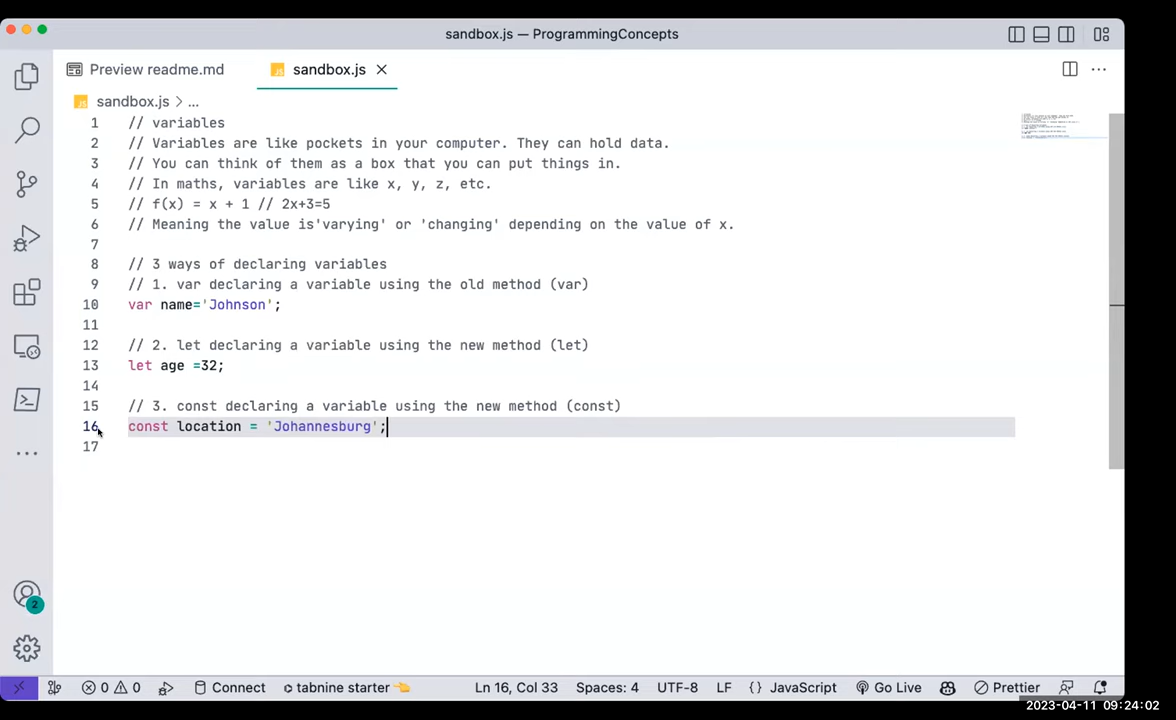 sandbox.js — ProgrammingConcepts
Preview readme.md
JS sandbox.js
JS sandbox.js > ...
1 // variables
2 // Variables are like pockets in your computer. They can hold data.
3 // You can think of them as a box that you can put things in.
4 // In maths, variables are like x, y, z, etc.
5 // f(x) = x + 1 // 2x+3=5
6 // Meaning the value is'varying' or 'changing' depending on the value of x.
7
8 // 3 ways of declaring variables
9 // 1. var declaring a variable using the old method (var)
10 var name='Johnson';
11
12 // 2. let declaring a variable using the new method (let)
13 let age =32;
14
15 // 3. const declaring a variable using the new method (const)
16 const location = 'Johannesburg';
17
2
0 0 Connect tabnine starter Ln 16, Col 33 Spaces: 4 UTF-8 LF {} JavaScript Go Live Prettier
2023-04-11 09:24:02